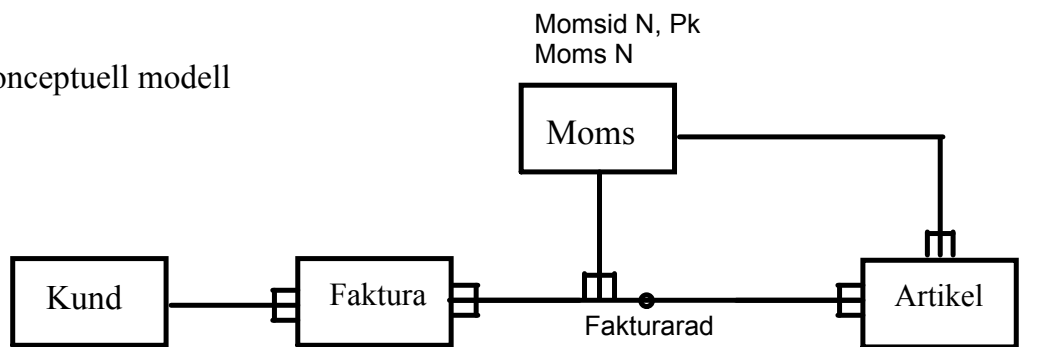 Momsid N, Pk
Moms N
onceptuell modell
Moms
Kund
Faktura
Artikel
Fakturarad